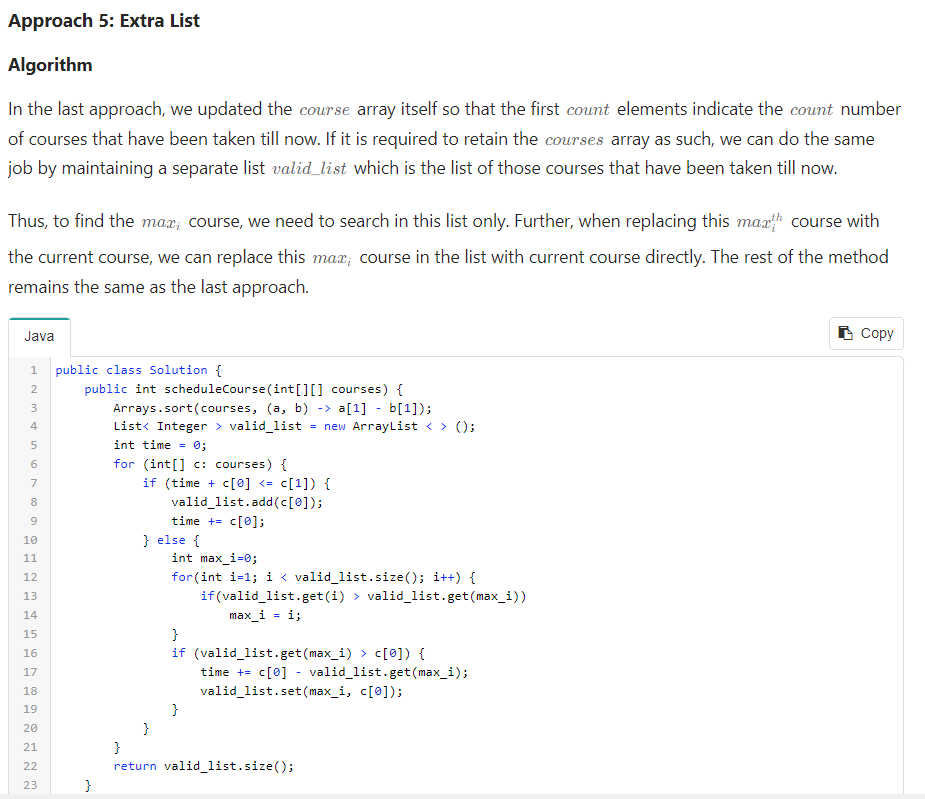 Approach 5: Extra List
Algorithm
In the last approach, we updated the course array itself so that the first count elements indicate the count number
of courses that have been taken till now. If it is required to retain the courses array as such, we can do the same
job by maintaining a separate list valid_list which is the list of those courses that have been taken till now.
Thus, to find the max_i course, we need to search in this list only. Further, when replacing this max_i^th course with
the current course, we can replace this max_i course in the list with current course directly. The rest of the method
remains the same as the last approach.
Java
Copy
1 public class Solution {
2     public int scheduleCourse(int[][] courses) {
3         Arrays.sort(courses, (a, b) -> a[1] - b[1]);
4         List< Integer > valid_list = new ArrayList < > ();
5         int time = 0;
6         for (int[] c: courses) {
7             if (time + c[0] <= c[1]) {
8                 valid_list.add(c[0]);
9                 time += c[0];
10             } else {
11                 int max_i=0;
12                 for(int i=1; i < valid_list.size(); i++) {
13                     if(valid_list.get(i) > valid_list.get(max_i))
14                         max_i = i;
15                 }
16                 if (valid_list.get(max_i) > c[0]) {
17                     time += c[0] - valid_list.get(max_i);
18                     valid_list.set(max_i, c[0]);
19                 }
20             }
21         }
22         return valid_list.size();
23     }